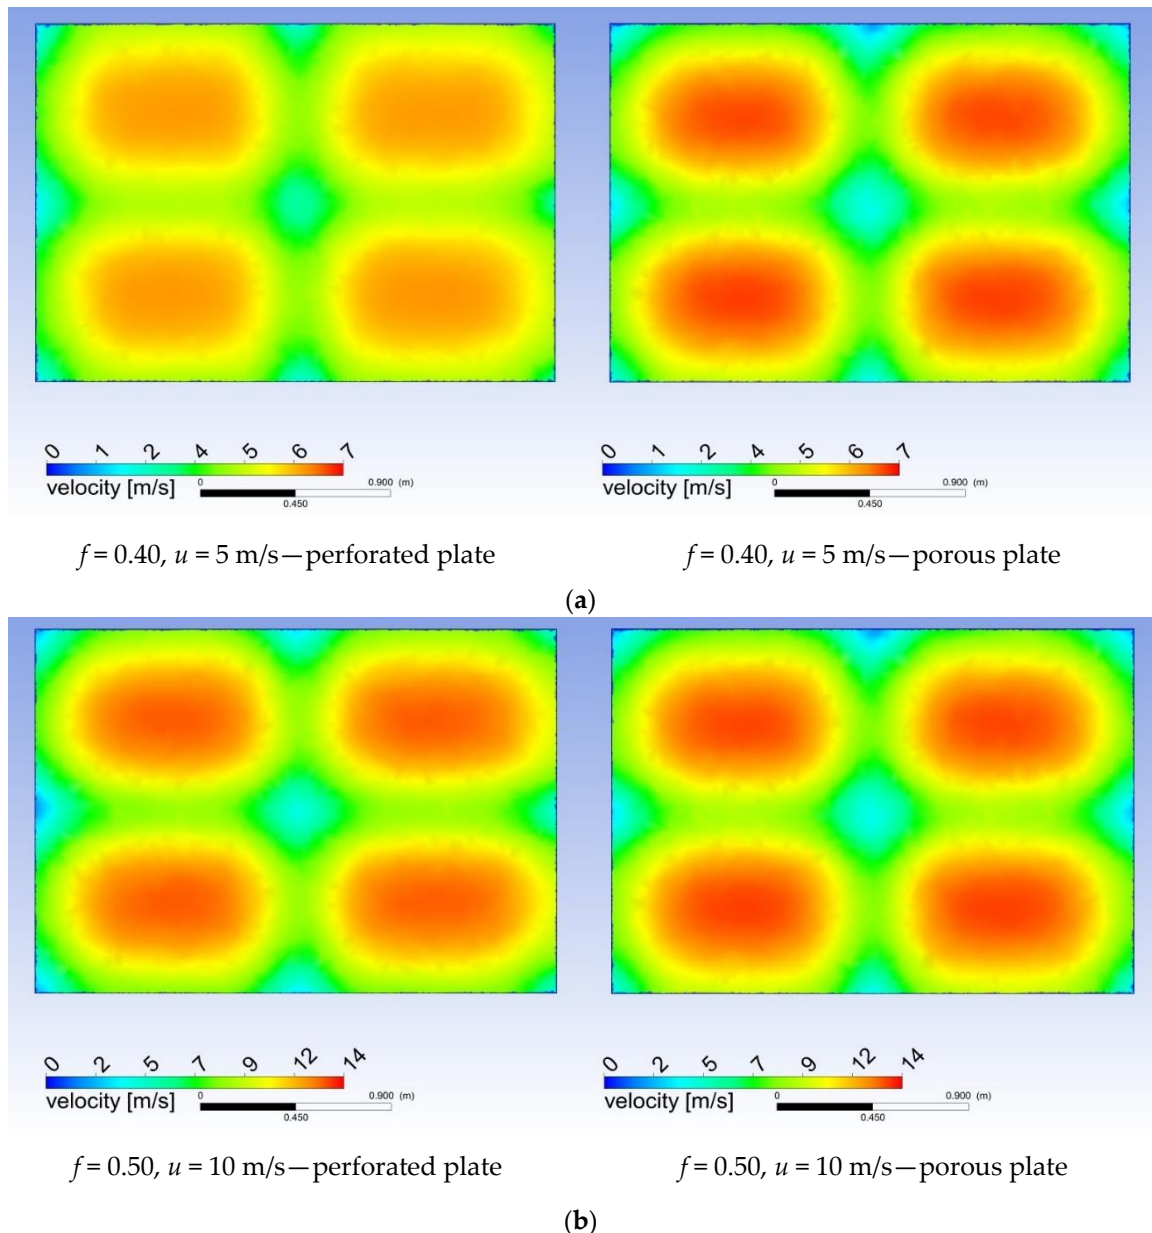 0 1 2 4 5 6 7
velocity [m/s]
0 0.900 (m)
0.450
0 1 2 4 5 6 7
velocity [m/s]
0 0.900 (m)
0.450
f = 0.40, u = 5 m/s—perforated plate
f = 0.40, u = 5 m/s—porous plate
(a)
0 2 5 7 9 12 14
velocity [m/s]
0 0.900 (m)
0.450
0 2 5 7 9 12 14
velocity [m/s]
0 0.900 (m)
0.450
f = 0.50, u = 10 m/s—perforated plate
f = 0.50, u = 10 m/s—porous plate
(b)